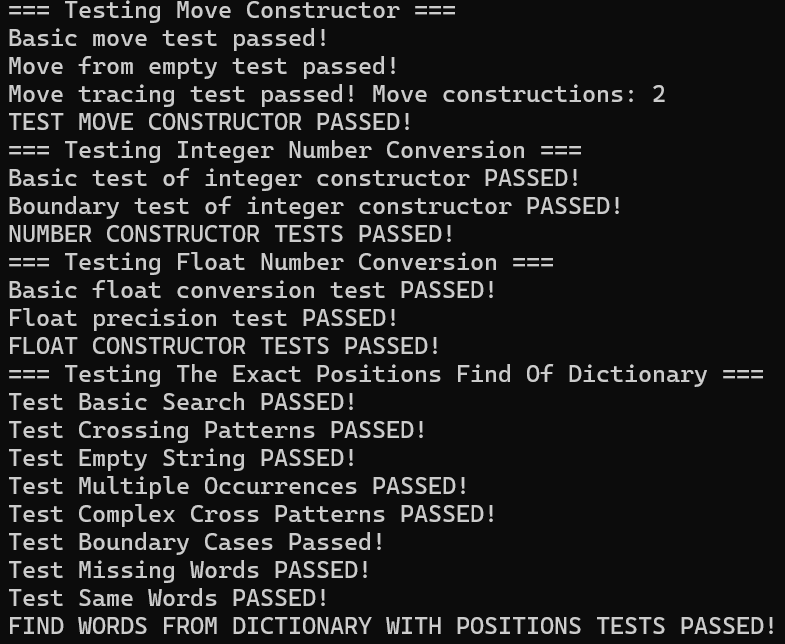 === Testing Move Constructor ===
Basic move test passed!
Move from empty test passed!
Move tracing test passed! Move constructions: 2
TEST MOVE CONSTRUCTOR PASSED!
=== Testing Integer Number Conversion ===
Basic test of integer constructor PASSED!
Boundary test of integer constructor PASSED!
NUMBER CONSTRUCTOR TESTS PASSED!
=== Testing Float Number Conversion ===
Basic float conversion test PASSED!
Float precision test PASSED!
FLOAT CONSTRUCTOR TESTS PASSED!
=== Testing The Exact Positions Find Of Dictionary ===
Test Basic Search PASSED!
Test Crossing Patterns PASSED!
Test Empty String PASSED!
Test Multiple Occurrences PASSED!
Test Complex Cross Patterns PASSED!
Test Boundary Cases Passed!
Test Missing Words PASSED!
Test Same Words PASSED!
FIND WORDS FROM DICTIONARY WITH POSITIONS TESTS PASSED!